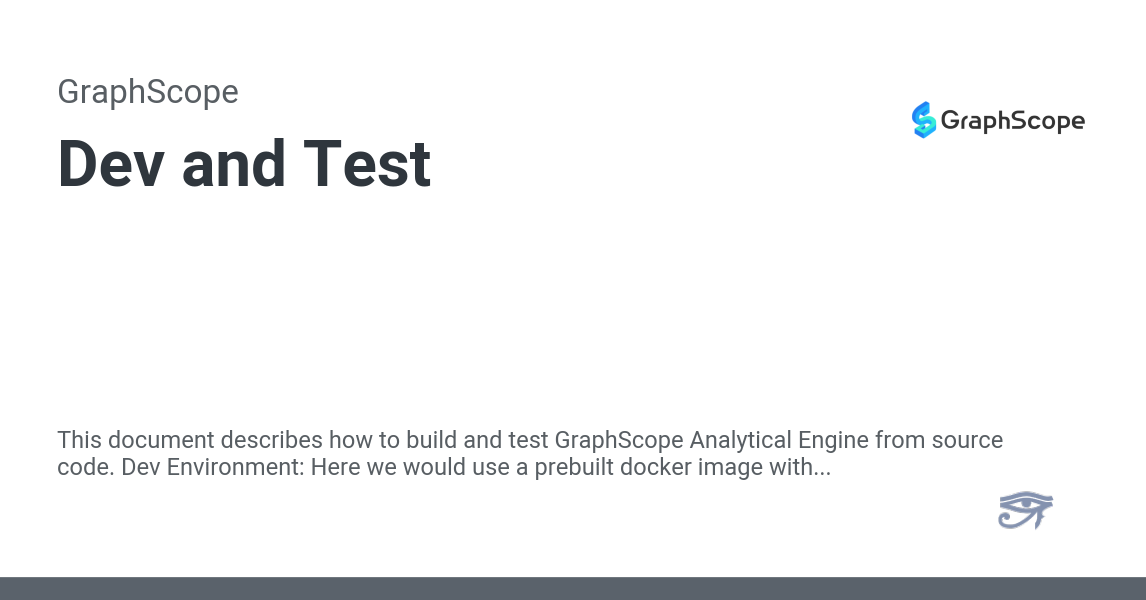 GraphScope
GraphScope
Dev and Test
This document describes how to build and test GraphScope Analytical Engine from source
code. Dev Environment: Here we would use a prebuilt docker image with...